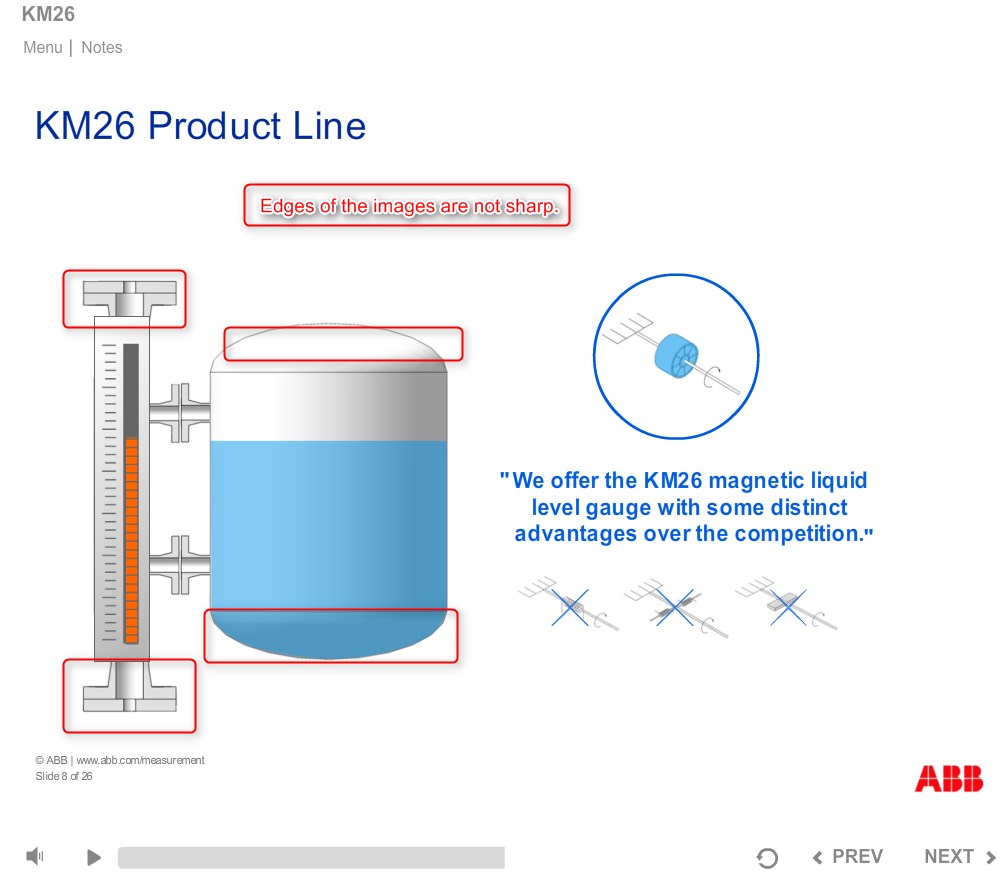 KM26
Menu | Notes
KM26 Product Line
Edges of the images are not sharp.
"We offer the KM26 magnetic liquid
level gauge with some distinct
advantages over the competition."
© ABB | www.abb.com/measurement
Slide 8 of 26
ABB
PREV
NEXT